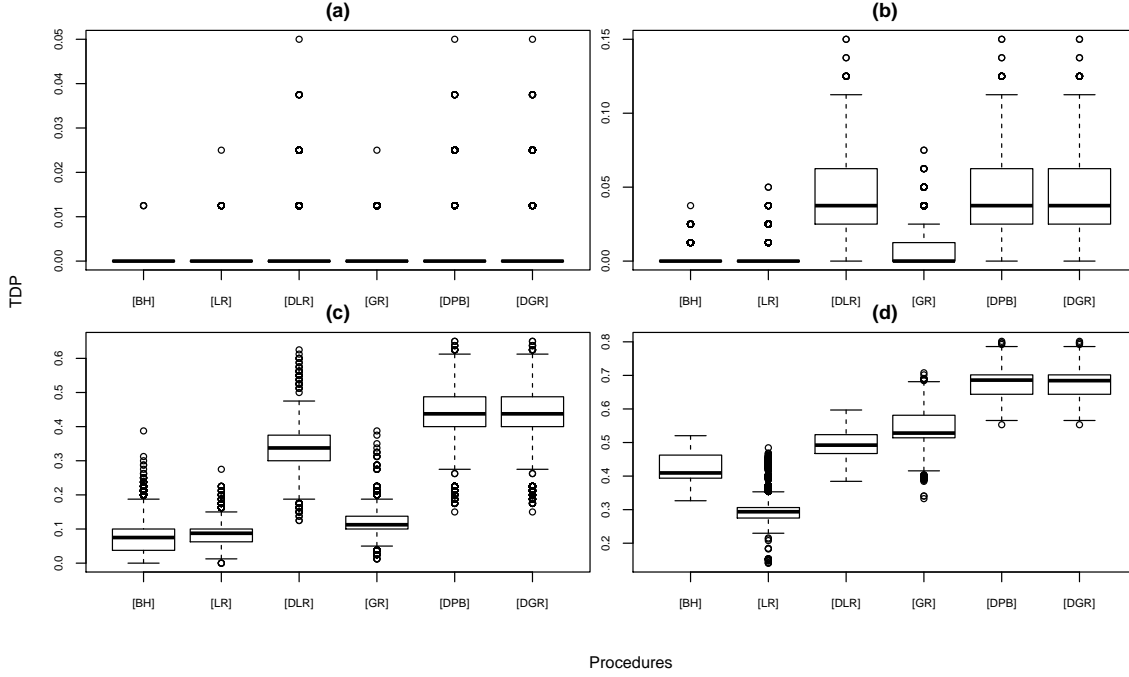 (a)
(b)
TDP
0.00 0.01 0.02 0.03 0.04 0.05
[BH] [LR] [DLR] [GR] [DPB] [DGR]
0.00 0.05 0.10 0.15
[BH] [LR] [DLR] [GR] [DPB] [DGR]
(c)
(d)
0.0 0.1 0.2 0.3 0.4 0.5 0.6
[BH] [LR] [DLR] [GR] [DPB] [DGR]
0.2 0.3 0.4 0.5 0.6 0.7 0.8
[BH] [LR] [DLR] [GR] [DPB] [DGR]
Procedures